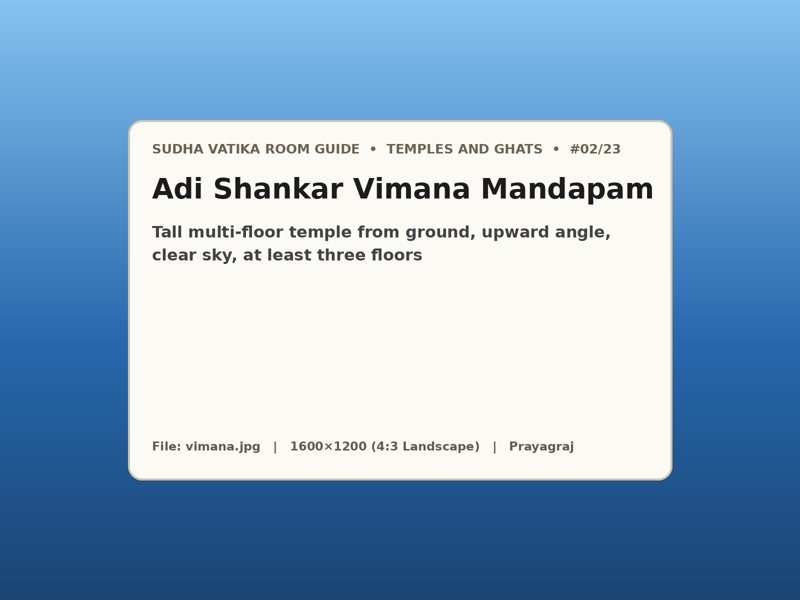 SUDHA VATIKA ROOM GUIDE • TEMPLES AND GHATS • #02/23
Adi Shankar Vimana Mandapam
Tall multi-floor temple from ground, upward angle,
clear sky, at least three floors
File: vimana.jpg | 1600×1200 (4:3 Landscape) | Prayagraj